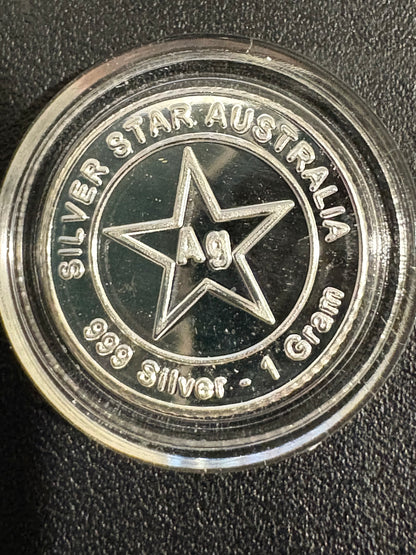 SILVER STAR AUSTRALIA
Ag
999 Silver - 1 Gram